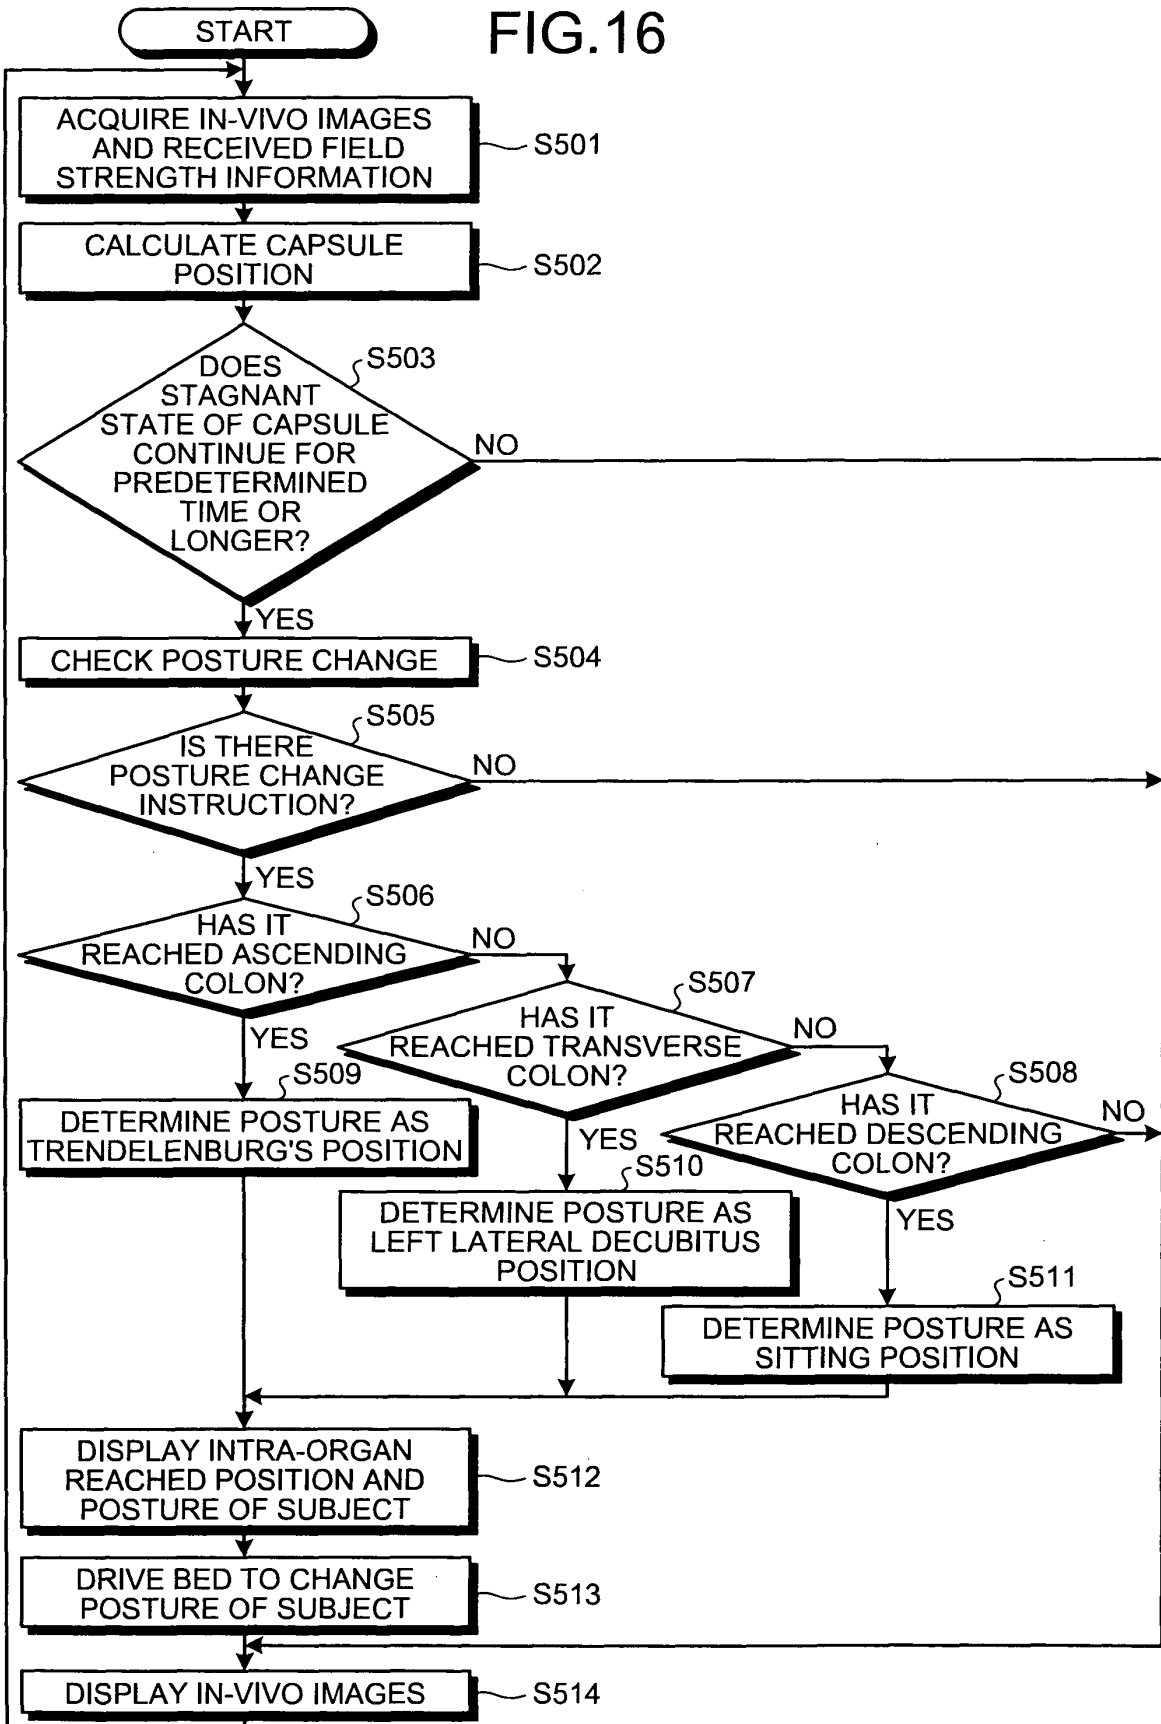 FIG.16
START
ACQUIRE IN-VIVO IMAGES
AND RECEIVED FIELD
STRENGTH INFORMATION
S501
CALCULATE CAPSULE
POSITION
S502
DOES
STAGNANT
STATE OF CAPSULE
CONTINUE FOR
PREDETERMINED
TIME OR
LONGER?
S503
NO
YES
CHECK POSTURE CHANGE
S504
IS THERE
POSTURE CHANGE
INSTRUCTION?
S505
NO
YES
HAS IT
REACHED ASCENDING
COLON?
S506
NO
YES
HAS IT
REACHED TRANSVERSE
COLON?
S507
NO
YES
HAS IT
REACHED DESCENDING
COLON?
S508
NO
YES
DETERMINE POSTURE AS
TRENDELENBURG'S POSITION
S509
DETERMINE POSTURE AS
LEFT LATERAL DECUBITUS
POSITION
S510
DETERMINE POSTURE AS
SITTING POSITION
S511
DISPLAY INTRA-ORGAN
REACHED POSITION AND
POSTURE OF SUBJECT
S512
DRIVE BED TO CHANGE
POSTURE OF SUBJECT
S513
DISPLAY IN-VIVO IMAGES
S514